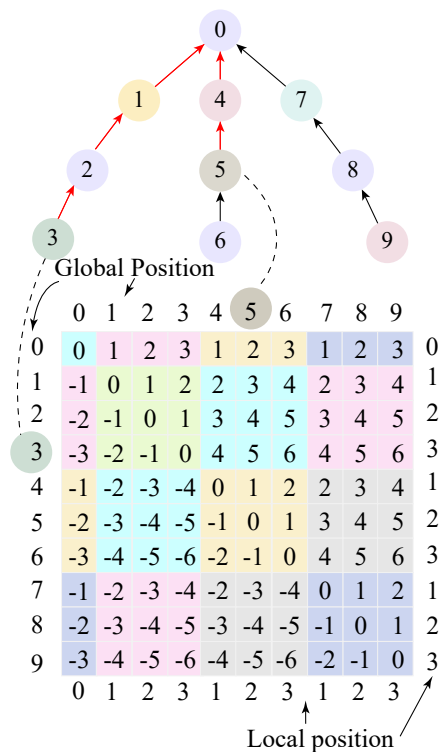 0
1 4 7
2 5 8
3 6 9
Global Position
0 1 2 3 4 5 6 7 8 9
0 0 1 2 3 1 2 3 1 2 3 0
1 -1 0 1 2 2 3 4 2 3 4 1
2 -2 -1 0 1 3 4 5 3 4 5 2
3 -3 -2 -1 0 4 5 6 4 5 6 3
4 -1 -2 -3 -4 0 1 2 2 3 4 1
5 -2 -3 -4 -5 -1 0 1 3 4 5 2
6 -3 -4 -5 -6 -2 -1 0 4 5 6 3
7 -1 -2 -3 -4 -2 -3 -4 0 1 2 1
8 -2 -3 -4 -5 -3 -4 -5 -1 0 1 2
9 -3 -4 -5 -6 -4 -5 -6 -2 -1 0 3
0 1 2 3 1 2 3 1 2 3
Local position